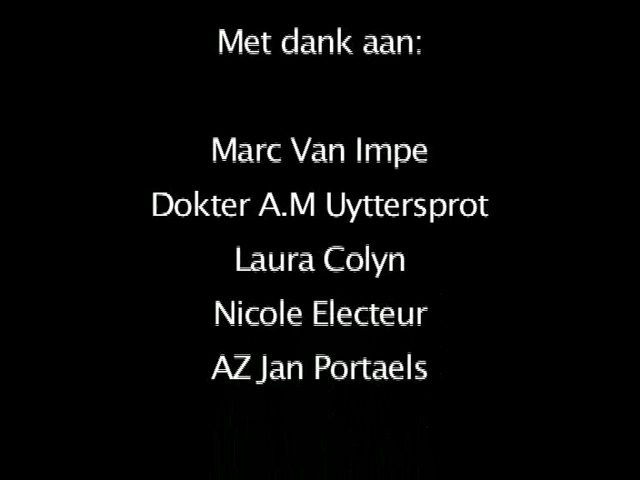 Met dank aan:
Marc Van Impe
Dokter A.M Uyttersprot
Laura Colyn
Nicole Electeur
AZ Jan Portaels